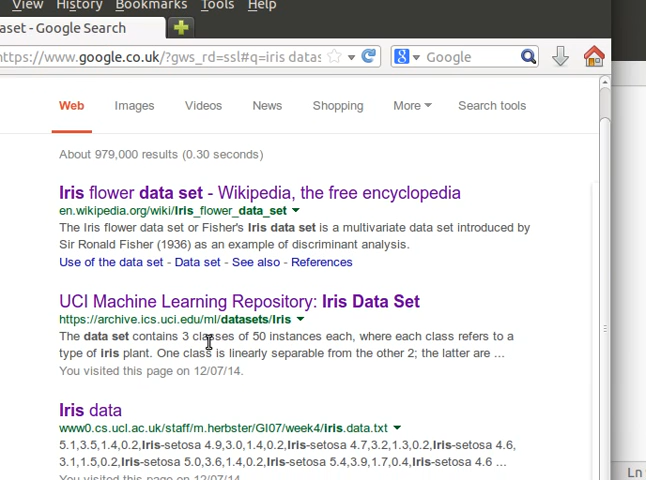 View History Bookmarks Tools Help
aset - Google Search
https://www.google.co.uk/?gws_rd=ssl#q=iris datas Google
Web Images Videos News Shopping More Search tools
About 979,000 results (0.30 seconds)
Iris flower data set - Wikipedia, the free encyclopedia
en.wikipedia.org/wiki/Iris_flower_data_set
The Iris flower data set or Fisher's Iris data set is a multivariate data set introduced by
Sir Ronald Fisher (1936) as an example of discriminant analysis.
Use of the data set - Data set - See also - References
UCI Machine Learning Repository: Iris Data Set
https://archive.ics.uci.edu/ml/datasets/Iris
The data set contains 3 classes of 50 instances each, where each class refers to a
type of iris plant. One class is linearly separable from the other 2; the latter are ...
You visited this page on 12/07/14.
Iris data
www0.cs.ucl.ac.uk/staff/m.herbster/GI07/week4/iris.data.txt
5.1,3.5,1.4,0.2,Iris-setosa 4.9,3.0,1.4,0.2,Iris-setosa 4.7,3.2,1.3,0.2,Iris-setosa 4.6,
3.1,1.5,0.2,Iris-setosa 5.0,3.6,1.4,0.2,Iris-setosa 5.4,3.9,1.7,0.4,Iris-setosa 4.6 ...
You visited this page on 12/07/14.
Ln